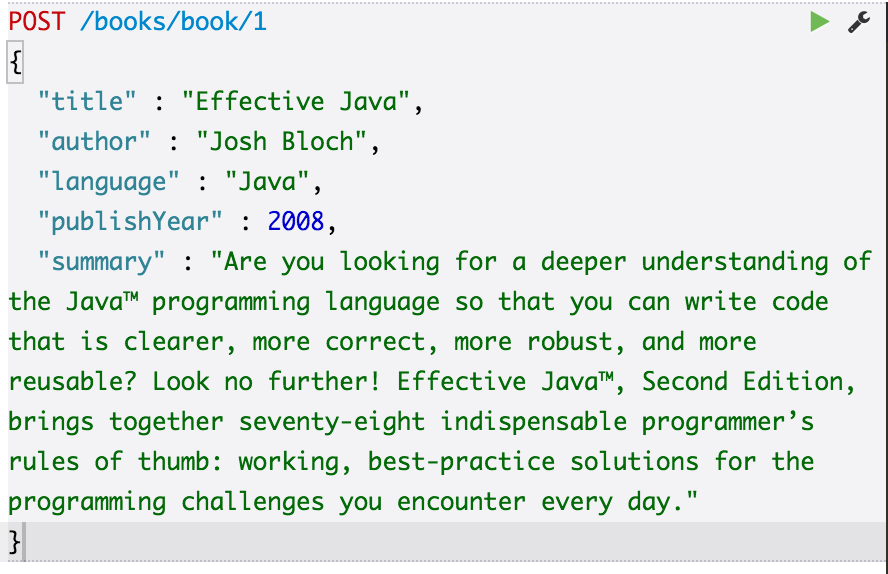 POST /books/book/1
{
"title" : "Effective Java",
"author" : "Josh Bloch",
"language" : "Java",
"publishYear" : 2008,
"summary" : "Are you looking for a deeper understanding of
the Java™ programming language so that you can write code
that is clearer, more correct, more robust, and more
reusable? Look no further! Effective Java™, Second Edition,
brings together seventy-eight indispensable programmer’s
rules of thumb: working, best-practice solutions for the
programming challenges you encounter every day."
}